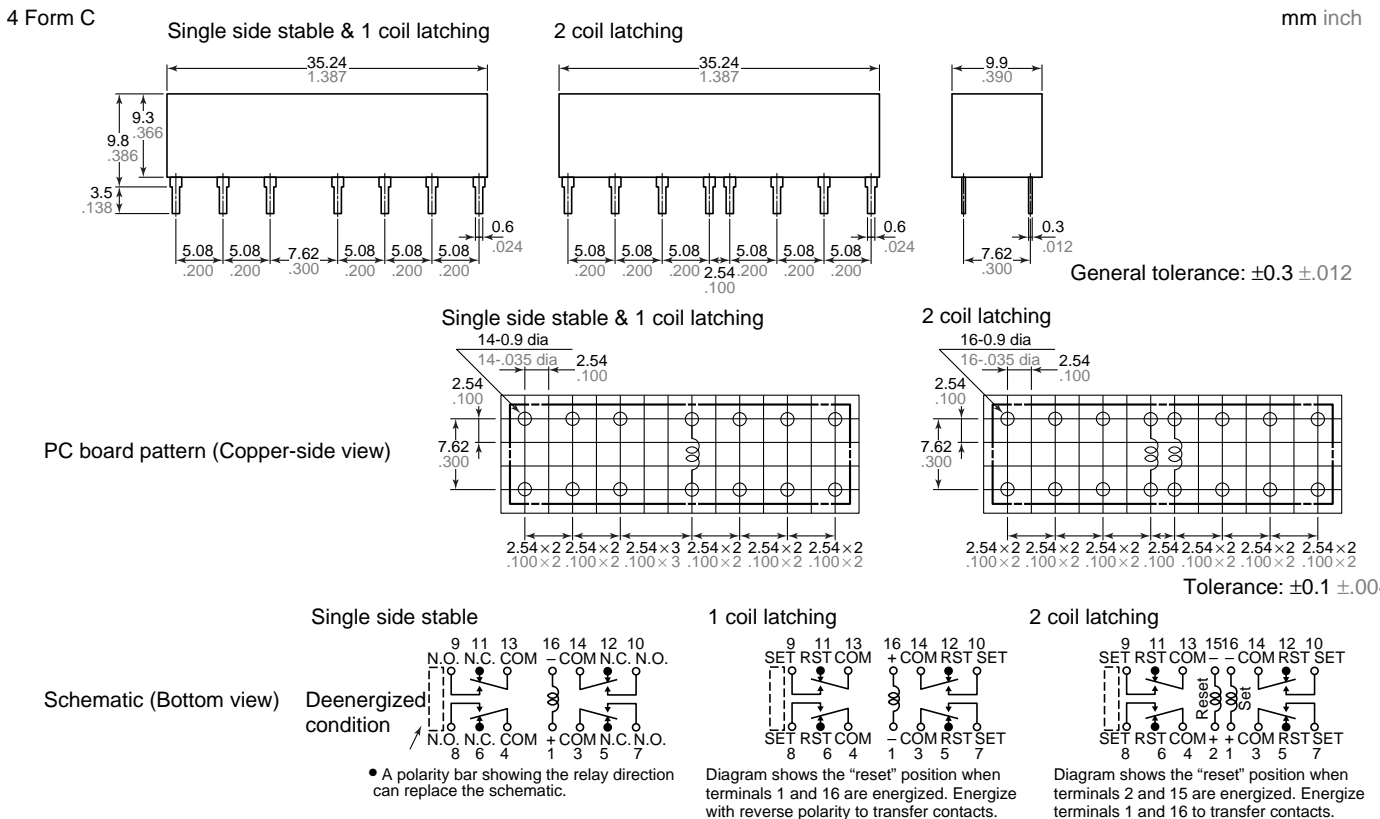 4 Form C
mm inch
Single side stable & 1 coil latching
2 coil latching
35.24
1.387
35.24
1.387
9.9
.390
9.3
.366
9.8
.386
3.5
.138
0.6
.024
5.08 5.08 7.62 5.08 5.08 5.08
.200 .200 .300 .200 .200 .200
0.6
.024
5.08 5.08 5.08 2.54 5.08 5.08 5.08
.200 .200 .200 .100 .200 .200 .200
0.3
.012
7.62
.300
General tolerance: ±0.3 ±.012
Single side stable & 1 coil latching
2 coil latching
14-0.9 dia
14-.035 dia
2.54
.100
2.54
.100
7.62
.300
16-0.9 dia
16-.035 dia
2.54
.100
2.54
.100
7.62
.300
PC board pattern (Copper-side view)
2.54×2 2.54×2 2.54×3 2.54×2 2.54×2 2.54×2
.100×2 .100×2 .100×3 .100×2 .100×2 .100×2
2.54×2 2.54×2 2.54×2 2.54 2.54×2 2.54×2 2.54×2
.100×2 .100×2 .100×2 .100 .100×2 .100×2 .100×2
Tolerance: ±0.1 ±.00
Single side stable
1 coil latching
2 coil latching
Schematic (Bottom view)
Deenergized
condition
9 11 13 16 14 12 10
N.O. N.C. COM – COM N.C. N.O.
N.O. N.C. COM + COM N.C. N.O.
8 6 4 1 3 5 7
● A polarity bar showing the relay direction
can replace the schematic.
9 11 13 16 14 12 10
SET RST COM + COM RST SET
SET RST COM – COM RST SET
8 6 4 1 3 5 7
Diagram shows the “reset” position when
terminals 1 and 16 are energized. Energize
with reverse polarity to transfer contacts.
9 11 13 15 16 14 12 10
SET RST COM – – COM RST SET
Reset
Set
SET RST COM + + COM RST SET
8 6 4 2 1 3 5 7
Diagram shows the “reset” position when
terminals 2 and 15 are energized. Energize
terminals 1 and 16 to transfer contacts.